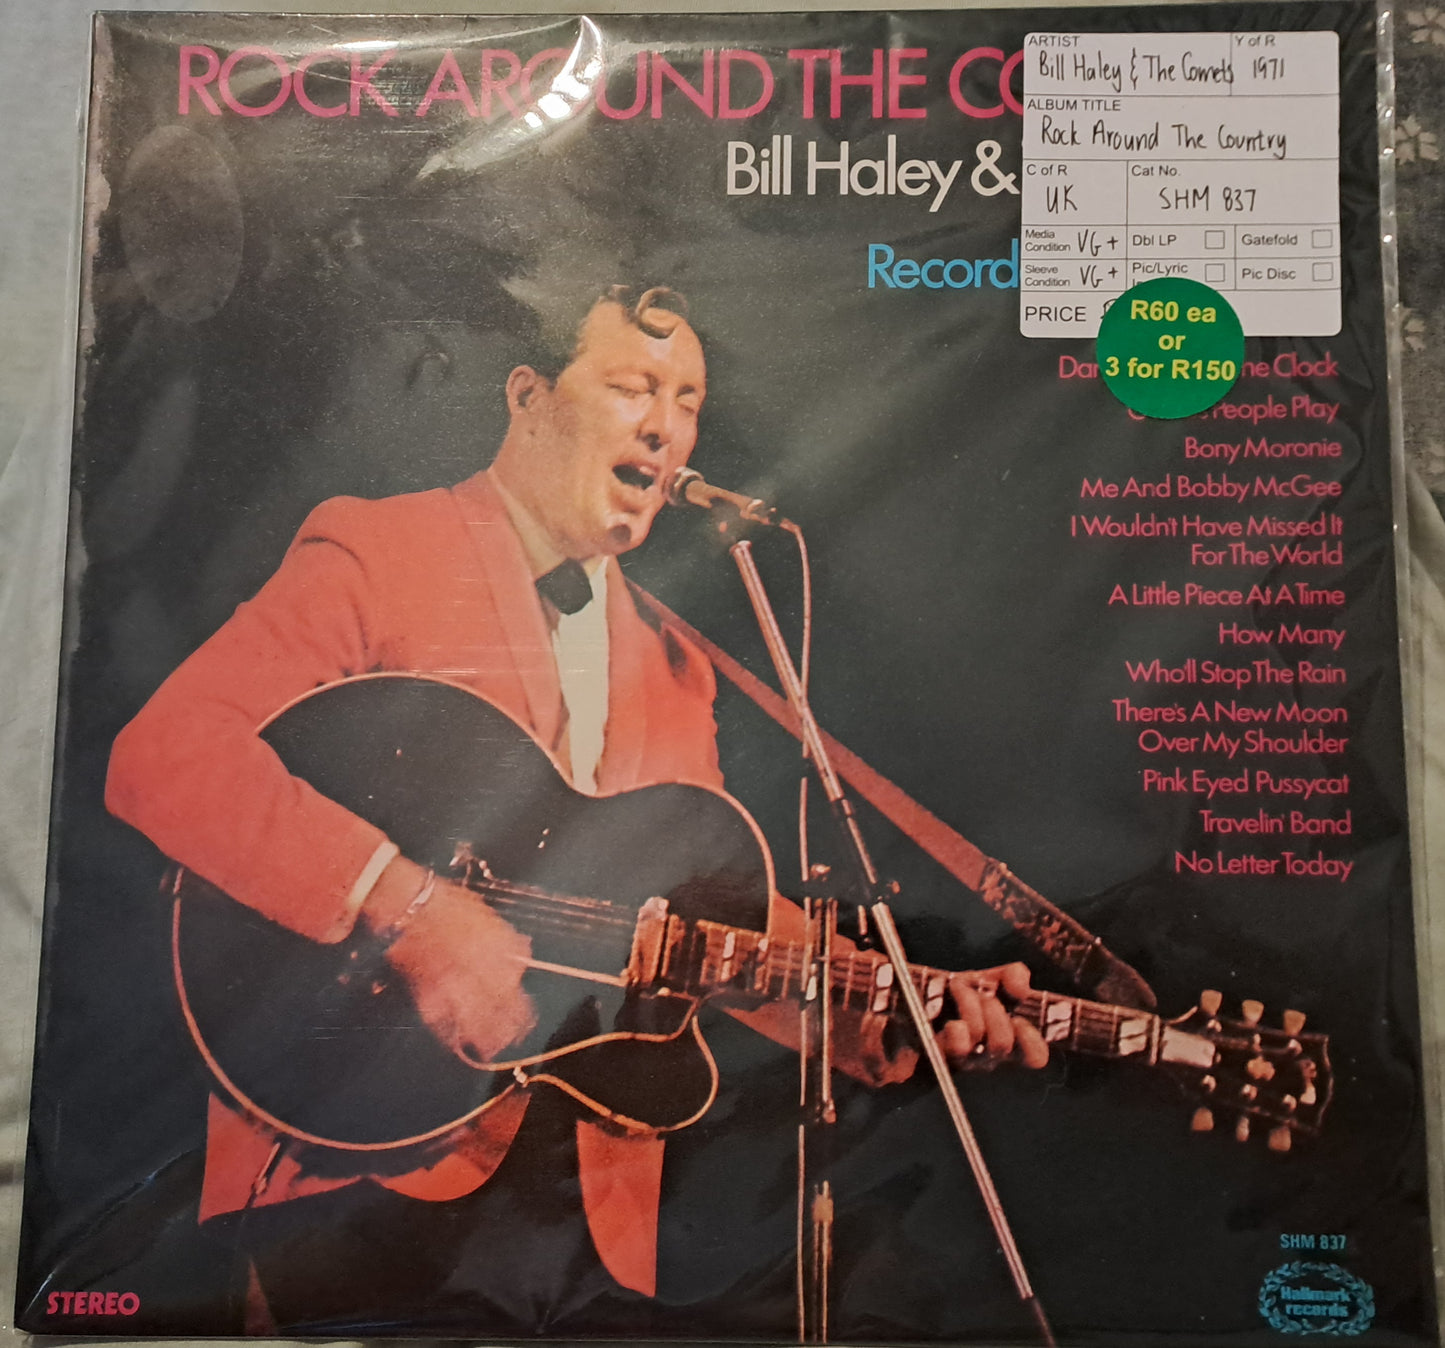 ROCK AROUND THE CO
Bill Haley &
Record
ARTIST
Y of R
Bill Haley & The Comets 1971
ALBUM TITLE
Rock Around The Country
C of R
Cat No.
UK
SHM 837
Media
Condition VG+
Dbl LP
Gatefold
Sleeve
Condition VG+
Pic/Lyric
Pic Disc
PRICE
R60 ea
or
3 for R150
Clock
People Play
Bony Moronie
Me And Bobby McGee
I Wouldn't Have Missed It
For The World
A Little Piece At A Time
How Many
Who'll Stop The Rain
There's A New Moon
Over My Shoulder
Pink Eyed Pussycat
Travelin' Band
No Letter Today
SHM 837
Hallmark
records
STEREO